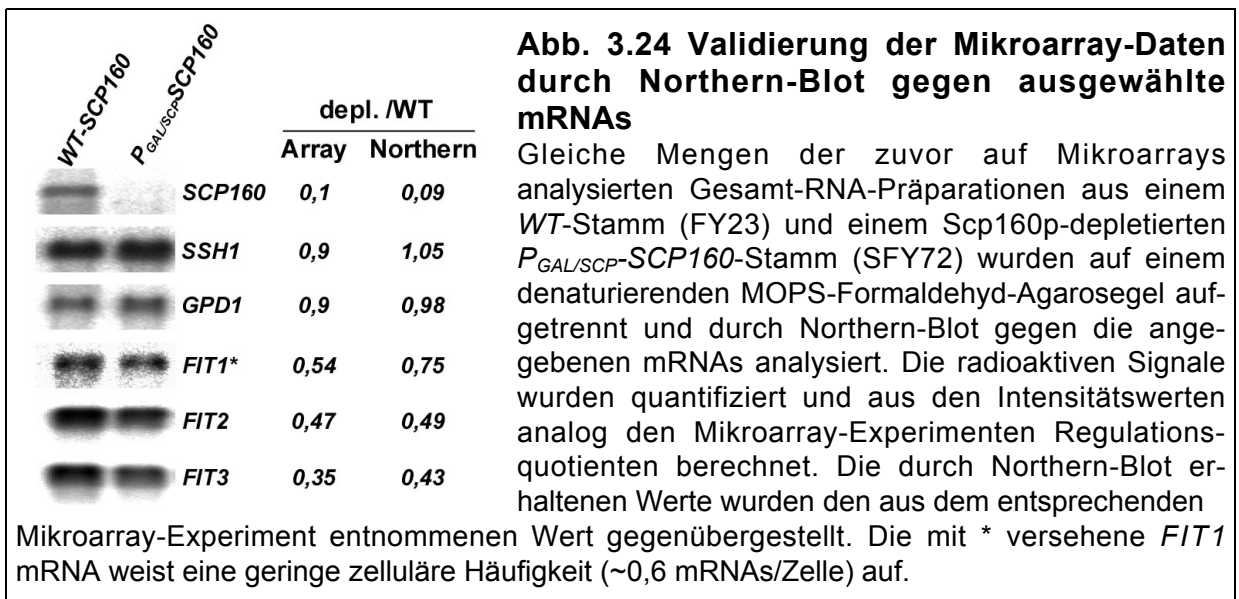 WT-SCP160
P_GAL/SCP SCP160
depl. /WT
Array Northern
SCP160 0,1 0,09
SSH1 0,9 1,05
GPD1 0,9 0,98
FIT1* 0,54 0,75
FIT2 0,47 0,49
FIT3 0,35 0,43
Abb. 3.24 Validierung der Mikroarray-Daten
durch Northern-Blot gegen ausgewählte
mRNAs
Gleiche Mengen der zuvor auf Mikroarrays
analysierten Gesamt-RNA-Präparationen aus einem
WT-Stamm (FY23) und einem Scp160p-depletierten
P_GAL/SCP-SCP160-Stamm (SFY72) wurden auf einem
denaturierenden MOPS-Formaldehyd-Agarosegel auf-
getrennt und durch Northern-Blot gegen die ange-
gebenen mRNAs analysiert. Die radioaktiven Signale
wurden quantifiziert und aus den Intensitätswerten
analog den Mikroarray-Experimenten Regulations-
quotienten berechnet. Die durch Northern-Blot er-
haltenen Werte wurden den aus dem entsprechenden
Mikroarray-Experiment entnommenen Wert gegenübergestellt. Die mit * versehene FIT1
mRNA weist eine geringe zelluläre Häufigkeit (~0,6 mRNAs/Zelle) auf.